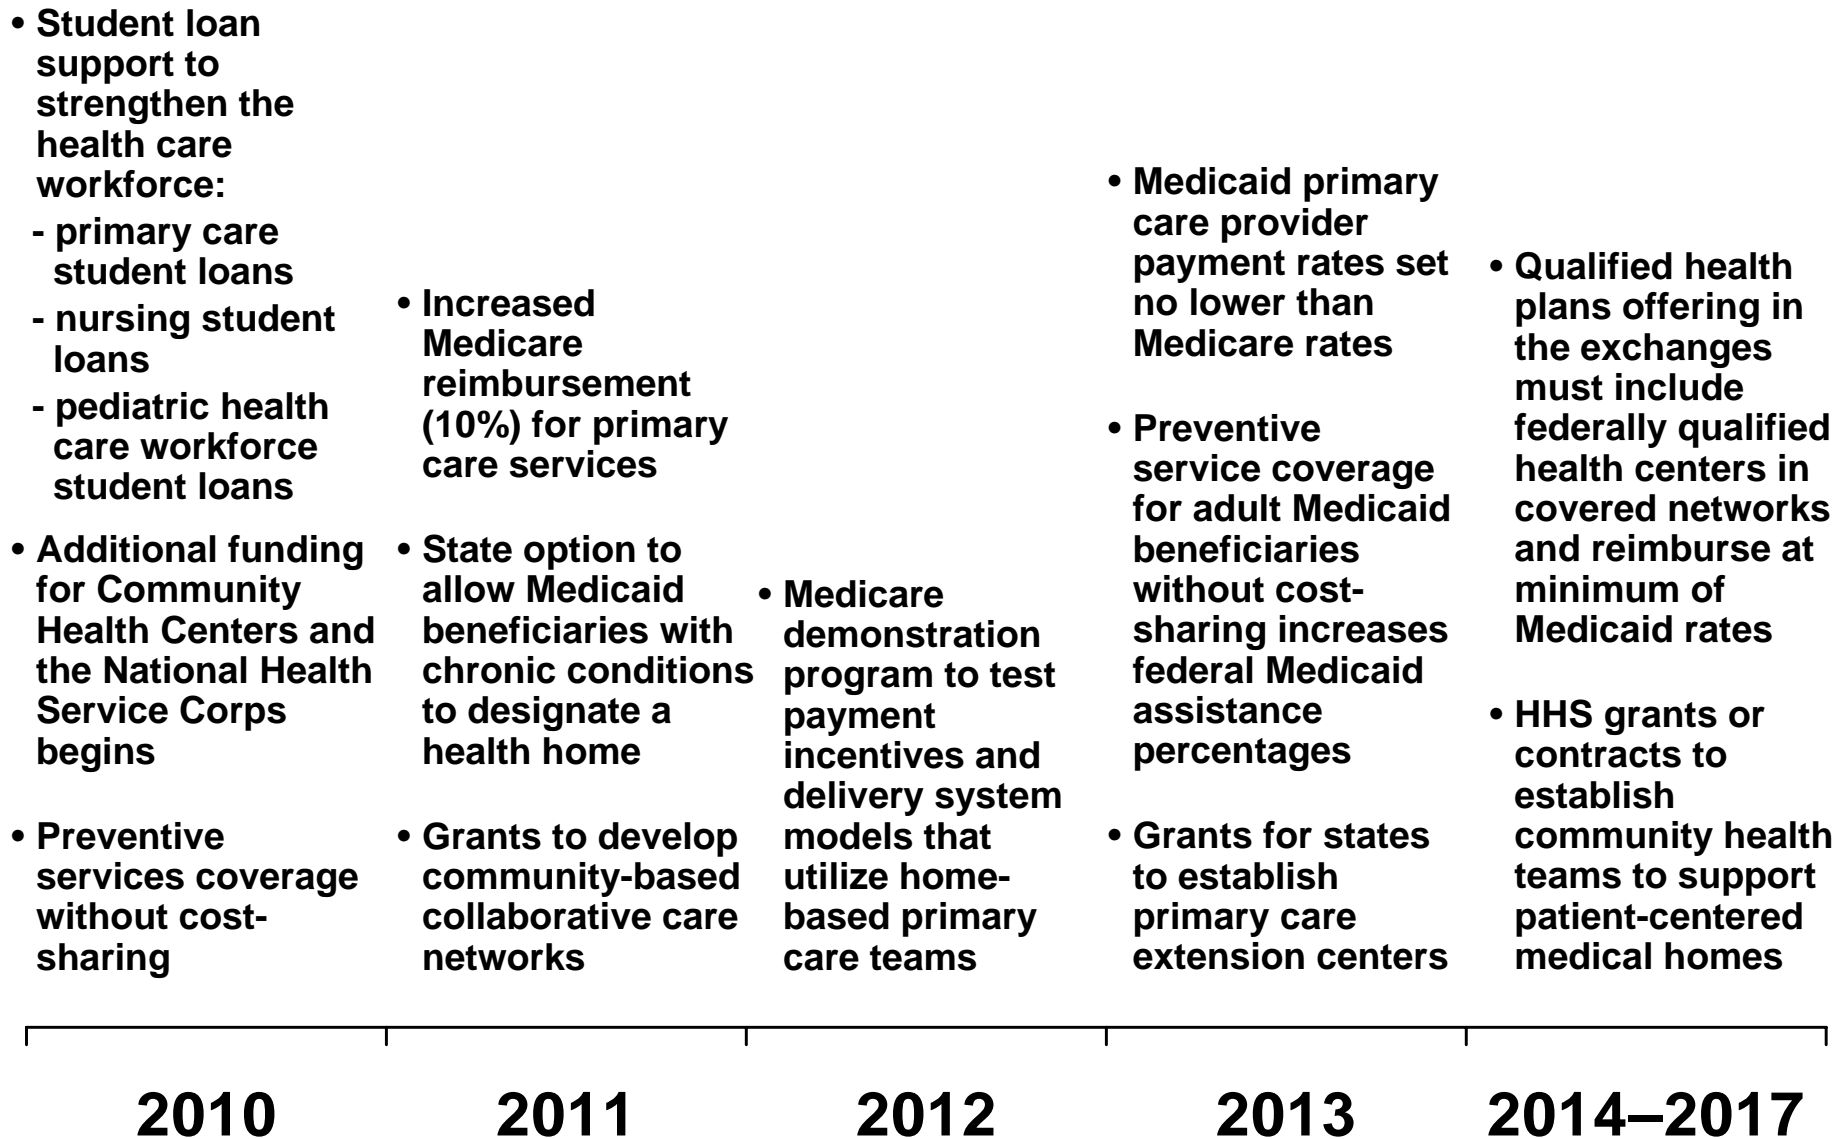 • Student loan
support to
strengthen the
health care
workforce:
- primary care
student loans
- nursing student
loans
- pediatric health
care workforce
student loans
• Additional funding
for Community
Health Centers and
the National Health
Service Corps
begins
• Preventive
services coverage
without cost-
sharing
2010
• Increased
Medicare
reimbursement
(10%) for primary
care services
• State option to
allow Medicaid
beneficiaries with
chronic conditions
to designate a
health home
• Grants to develop
community-based
collaborative care
networks
2011
• Medicare
demonstration
program to test
payment
incentives and
delivery system
models that
utilize home-
based primary
care teams
2012
• Medicaid primary
care provider
payment rates set
no lower than
Medicare rates
• Preventive
service coverage
for adult Medicaid
beneficiaries
without cost-
sharing increases
federal Medicaid
assistance
percentages
• Grants for states
to establish
primary care
extension centers
2013
• Qualified health
plans offering in
the exchanges
must include
federally qualified
health centers in
covered networks
and reimburse at
minimum of
Medicaid rates
• HHS grants or
contracts to
establish
community health
teams to support
patient-centered
medical homes
2014–2017